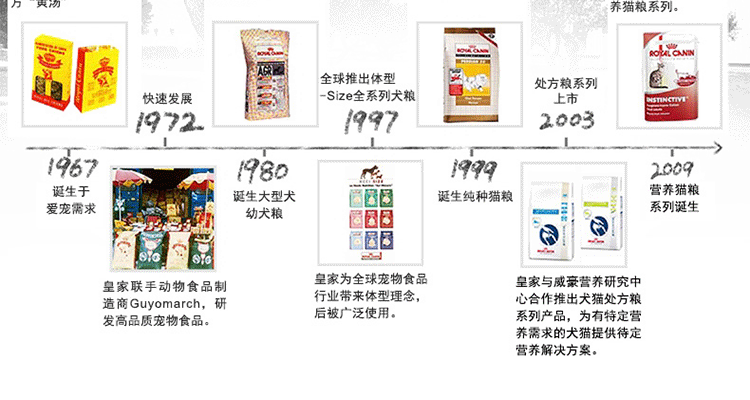 方“黄汤”
养猫粮系列。
ROYAL CANIN
AGR
ROYAL CANIN
ROYAL CANIN
INSTINCTIVE
快速发展
1972
全球推出体型
-Size全系列犬粮
1997
处方粮系列
上市
2003
1967
诞生于
爱宠需求
1980
诞生大型犬
幼犬粮
1999
诞生纯种猫粮
2009
营养猫粮
系列诞生
皇家联手动物食品制
造商Guyomarch，研
发高品质宠物食品。
皇家为全球宠物食品
行业带来体型理念，
后被广泛使用。
皇家与威豪营养研究中
心合作推出犬猫处方粮
系列产品，为有特定营
养需求的犬猫提供待定
营养解决方案。